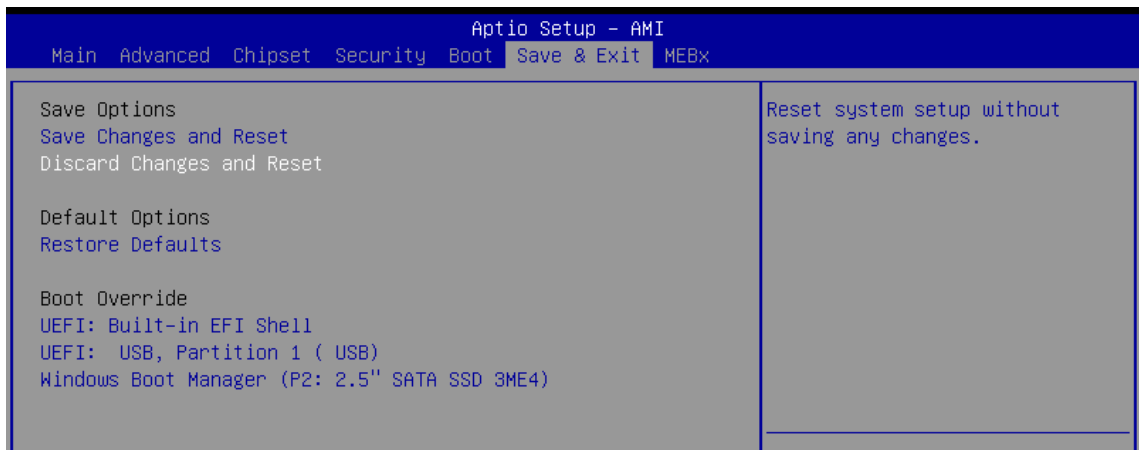 Aptio Setup – AMI
Main Advanced Chipset Security Boot Save & Exit MEBx
Save Options
Save Changes and Reset
Discard Changes and Reset
Default Options
Restore Defaults
Boot Override
UEFI: Built-in EFI Shell
UEFI:  USB, Partition 1 ( USB)
Windows Boot Manager (P2: 2.5" SATA SSD 3ME4)
Reset system setup without
saving any changes.